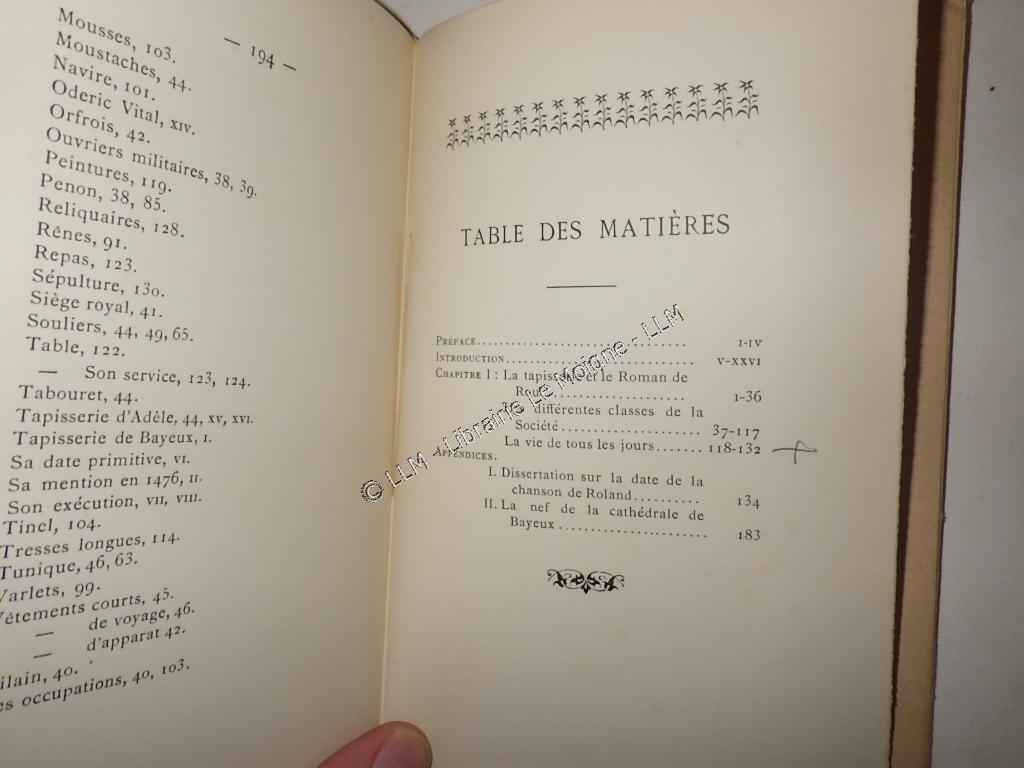 — 194 —
Mousses, 103.
Moustaches, 44.
Navire, 101.
Oderic Vital, xiv.
Orfrois, 42.
Ouvriers militaires, 38, 39.
Peintures, 119.
Penon, 38, 85.
Reliquaires, 128.
Rênes, 91.
Repas, 123.
Sépulture, 130.
Siège royal, 41.
Souliers, 44, 49, 65.
Table, 122.
— Son service, 123, 124.
Tabouret, 44.
Tapisserie d'Adèle, 44, xv, xvi.
Tapisserie de Bayeux, i.
Sa date primitive, vi.
Sa mention en 1476, ii.
Son exécution, vii, viii.
Tinel, 104.
Tresses longues, 114.
Tunique, 46, 63.
Varlets, 99.
Vêtements courts, 45.
— de voyage, 46.
— d'apparat 42.
ilain, 40.
es occupations, 40, 103.
TABLE DES MATIÈRES
Préface................................ I-IV
Introduction........................... V-XXVI
Chapitre I : La tapisserie et le Roman de
Rou.................... 1-36
différentes classes de la
Société.................... 37-117
La vie de tous les jours....... 118-132
Appendices.
I. Dissertation sur la date de la
chanson de Roland.......... 134
II. La nef de la cathédrale de
Bayeux ....................... 183
© LLM - Librairie Le Moigne - LLM